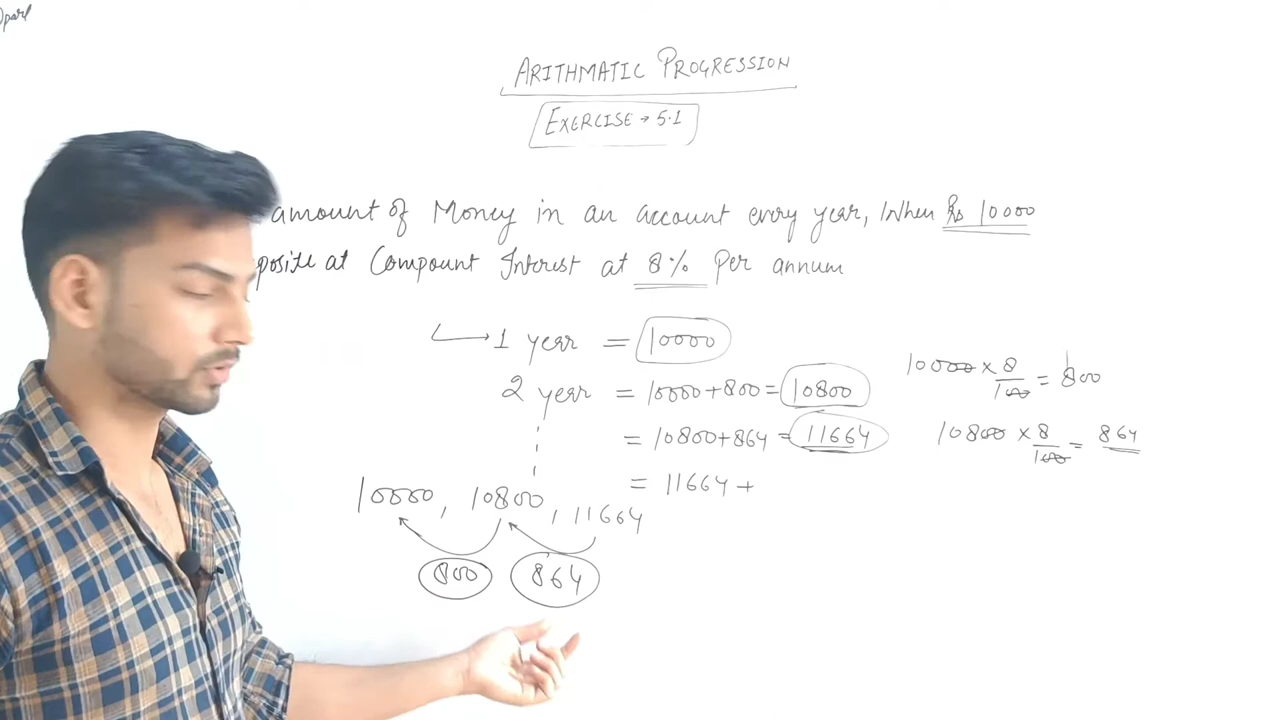 ARITHMATIC PROGRESSION
EXERCISE → 5.1
amount of Money in an account every year, When Rs 10000
posite at Compount Interest at 8% Per annum
1 year = 10000
2 year = 10000+800 = 10800
= 10800+864 = 11664
= 11664 +
10000 × 8/100 = 800
10800 × 8/100 = 864
10000, 10800, 11664
800 864